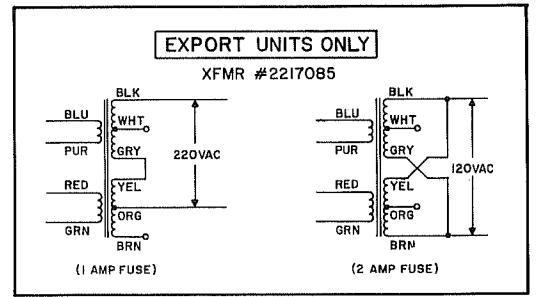 EXPORT UNITS ONLY
XFMR #2217085
BLK
BLU
WHT
PUR
GRY
220VAC
RED
YEL
ORG
GRN
BRN
(1 AMP FUSE)
BLK
BLU
WHT
PUR
GRY
120VAC
RED
YEL
ORG
GRN
BRN
(2 AMP FUSE)